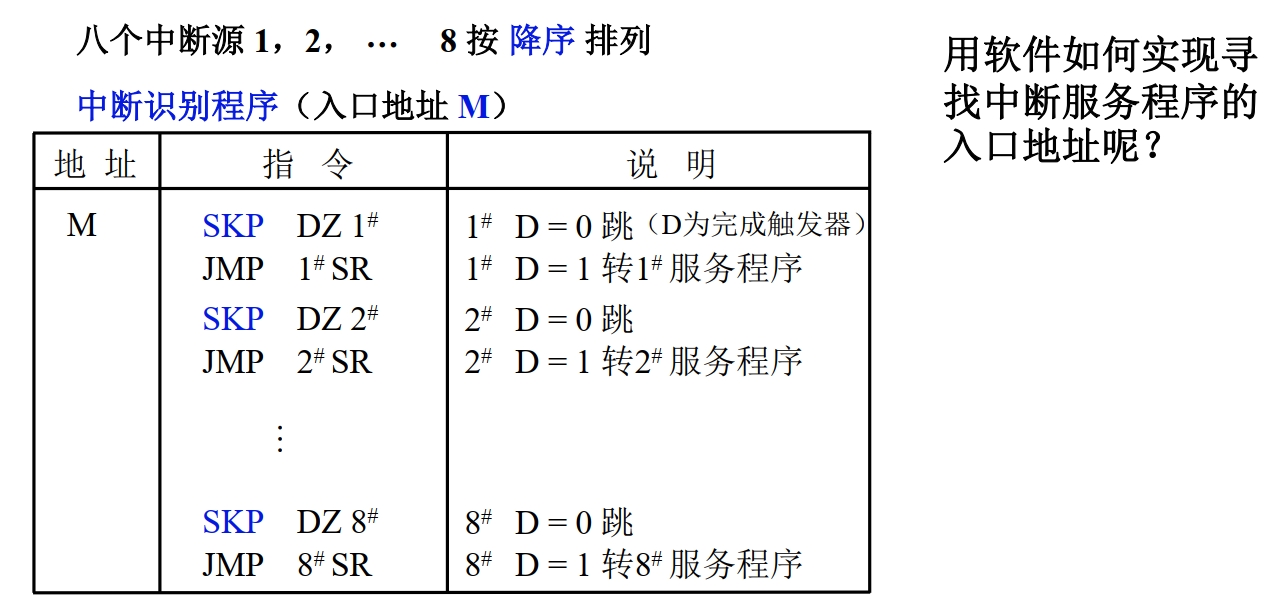 八个中断源 1，2， … 8 按 降序 排列
中断识别程序（入口地址 M）
地 址 指 令 说 明
M SKP DZ 1# 1# D = 0 跳（D为完成触发器）
JMP 1# SR 1# D = 1 转1# 服务程序
SKP DZ 2# 2# D = 0 跳
JMP 2# SR 2# D = 1 转2# 服务程序
⋮
SKP DZ 8# 8# D = 0 跳
JMP 8# SR 8# D = 1 转8# 服务程序
用软件如何实现寻
找中断服务程序的
入口地址呢？